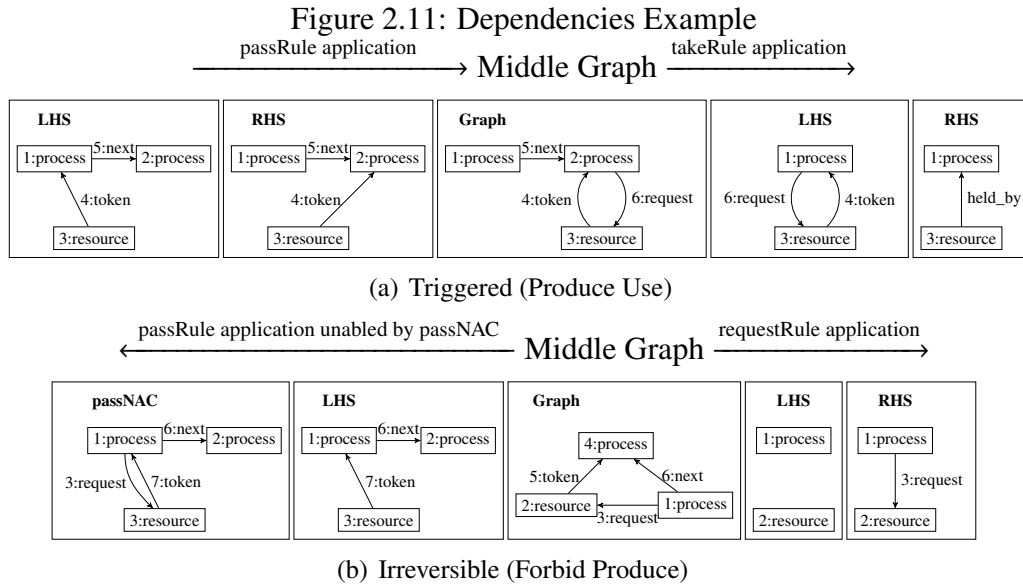 Figure 2.11: Dependencies Example
passRule application
Middle Graph
takeRule application
LHS
1:process
5:next
2:process
4:token
3:resource
RHS
1:process
5:next
2:process
4:token
3:resource
Graph
1:process
5:next
2:process
4:token
6:request
3:resource
LHS
1:process
6:request
4:token
3:resource
RHS
1:process
held_by
3:resource
(a) Triggered (Produce Use)
passRule application unabled by passNAC
Middle Graph
requestRule application
passNAC
1:process
6:next
2:process
3:request
7:token
3:resource
LHS
1:process
6:next
2:process
7:token
3:resource
Graph
4:process
5:token
6:next
2:resource
3:request
1:process
LHS
1:process
2:resource
RHS
1:process
3:request
2:resource
(b) Irreversible (Forbid Produce)